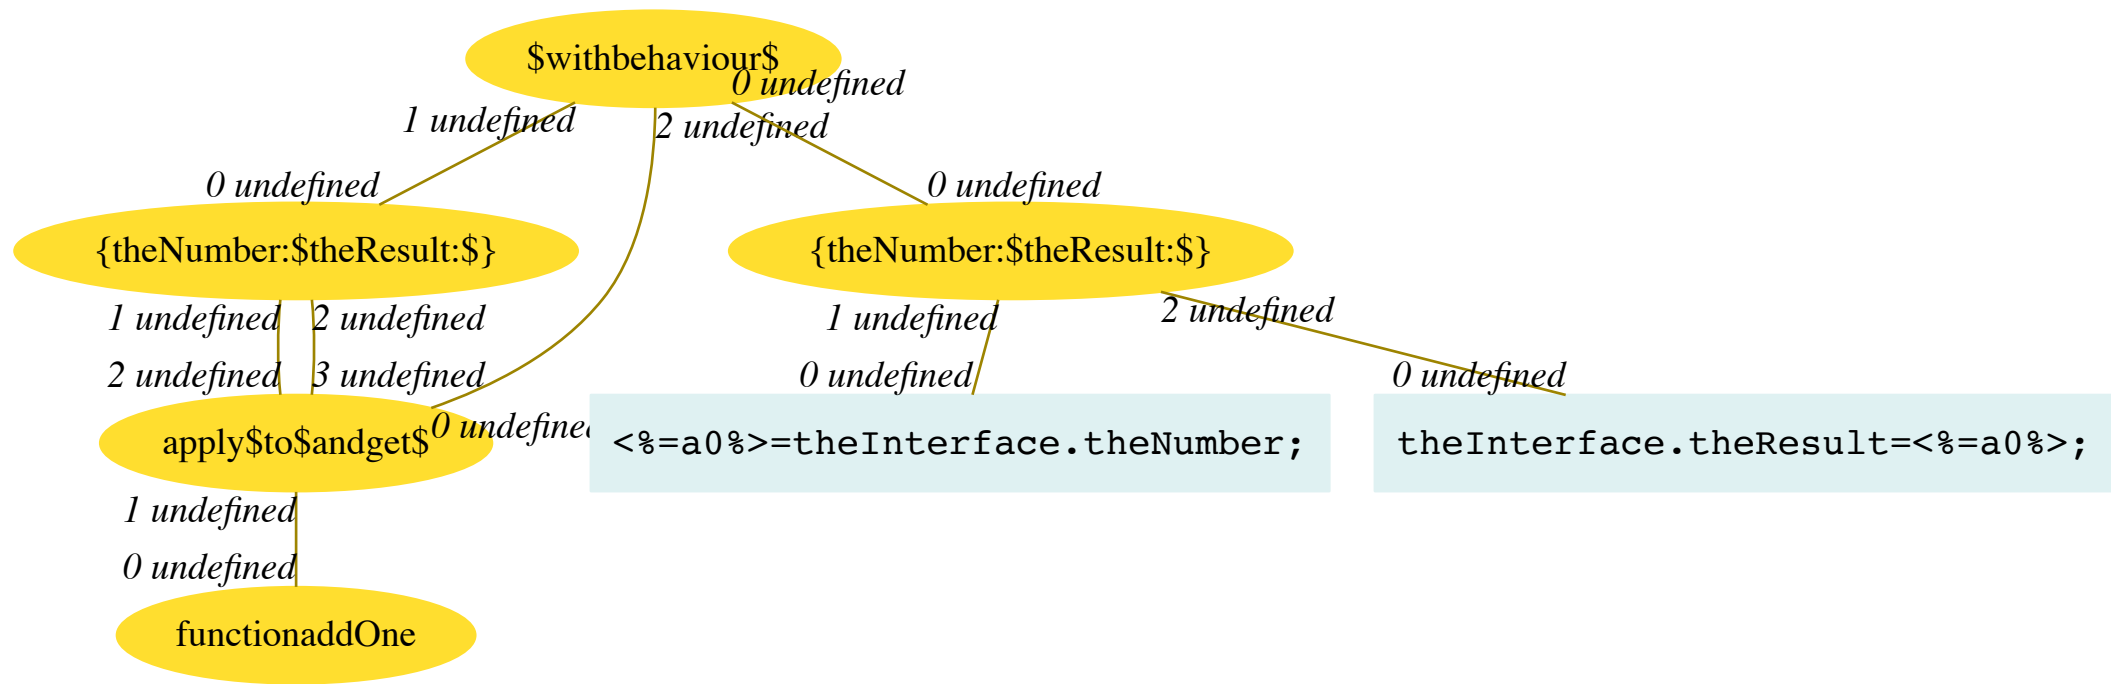 $withbehaviour$
0 undefined
1 undefined
2 undefined
0 undefined
0 undefined
{theNumber:$theResult:$}
{theNumber:$theResult:$}
1 undefined
2 undefined
1 undefined
2 undefined
2 undefined
3 undefined
0 undefined
0 undefined
apply$to$andget$
0 undefined
<%=a0%>=theInterface.theNumber;
theInterface.theResult=<%=a0%>;
1 undefined
0 undefined
functionaddOne